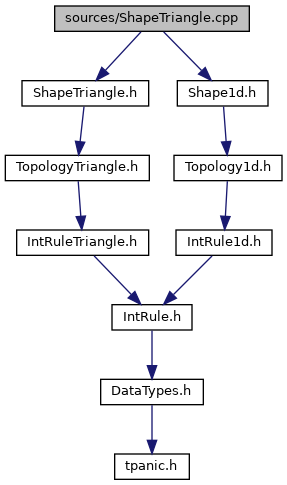 sources/ShapeTriangle.cpp
ShapeTriangle.h
Shape1d.h
TopologyTriangle.h
Topology1d.h
IntRuleTriangle.h
IntRule1d.h
IntRule.h
DataTypes.h
tpanic.h